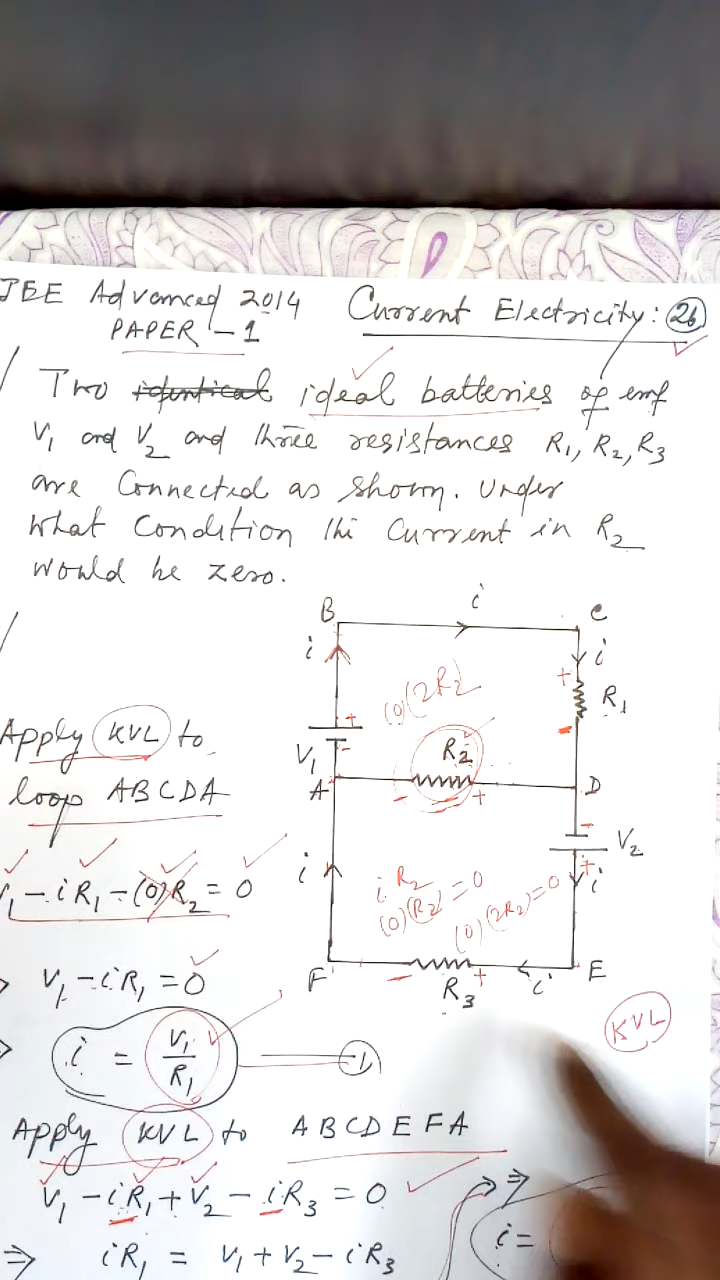 JEE Advanced 2014 Current Electricity: 26
PAPER - 1
Two identical ideal batteries of emf
V₁ and V₂ and three resistances R₁, R₂, R₃
are Connected as shown. Under
what Condition the Current in R₂
would be zero.
B i C
i i
+ R₁
(0)(2R₂
+ -
V₁ - R₂
A - + D
- V₂
+
i i
i R₂
(0)(R₂) = 0
(0)(2R₂) = 0
F - + i E
R₃
KVL
Apply KVL to
loop ABCDA
V₁ - iR₁ - (0)R₂ = 0
V₁ - iR₁ = 0
i = V₁/R₁ ——— 1
Apply KVL to ABCDEFA
V₁ - iR₁ + V₂ - iR₃ = 0 ⇒
⇒ iR₁ = V₁ + V₂ - iR₃ i =